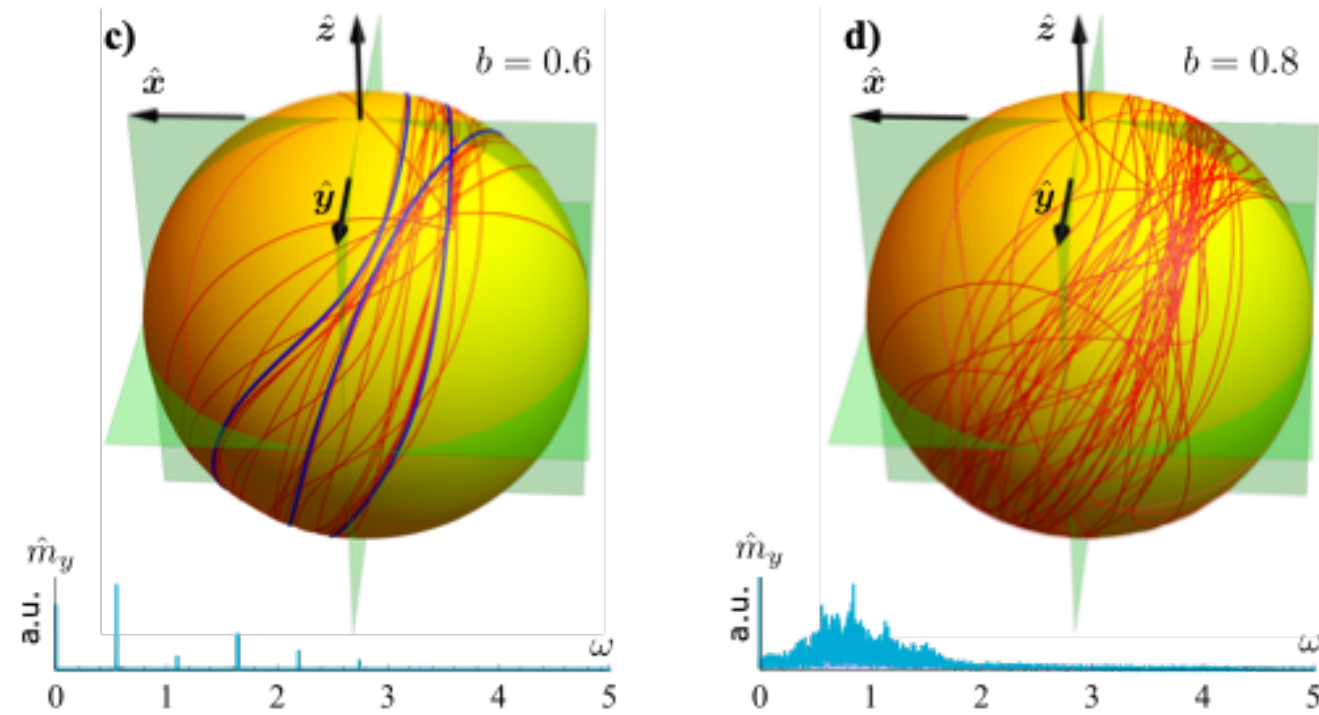 c)
ẑ
b = 0.6
x̂
ŷ
m̂_y
a.u.
ω
0 1 2 3 4 5
d)
ẑ
b = 0.8
x̂
ŷ
m̂_y
a.u.
ω
0 1 2 3 4 5